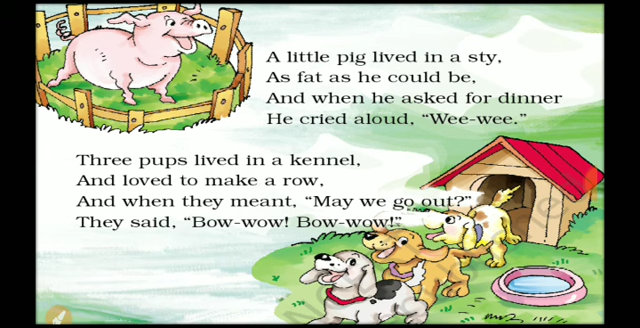 A little pig lived in a sty,
As fat as he could be,
And when he asked for dinner
He cried aloud, “Wee-wee.”
Three pups lived in a kennel,
And loved to make a row,
And when they meant, “May we go out?”
They said, “Bow-wow! Bow-wow!”